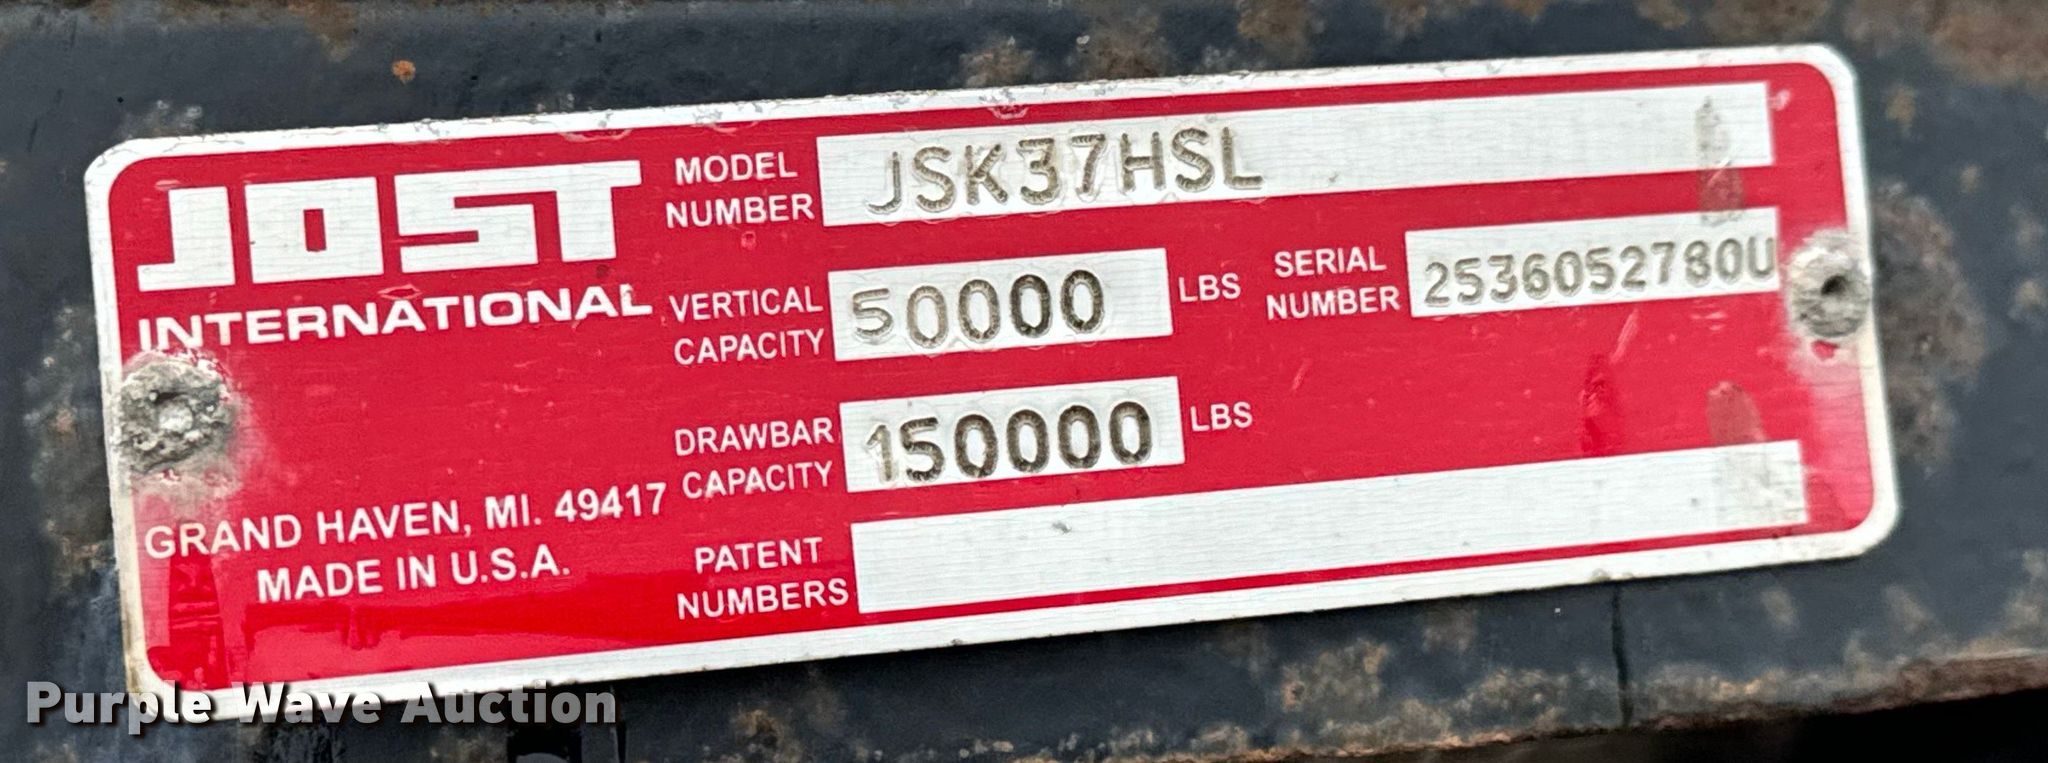 JOST
INTERNATIONAL
GRAND HAVEN, MI. 49417
MADE IN U.S.A.
MODEL
NUMBER
JSK37HSL
VERTICAL
CAPACITY
50000
LBS
SERIAL
NUMBER
2536052780U
DRAWBAR
CAPACITY
150000
LBS
PATENT
NUMBERS
Purple Wave Auction